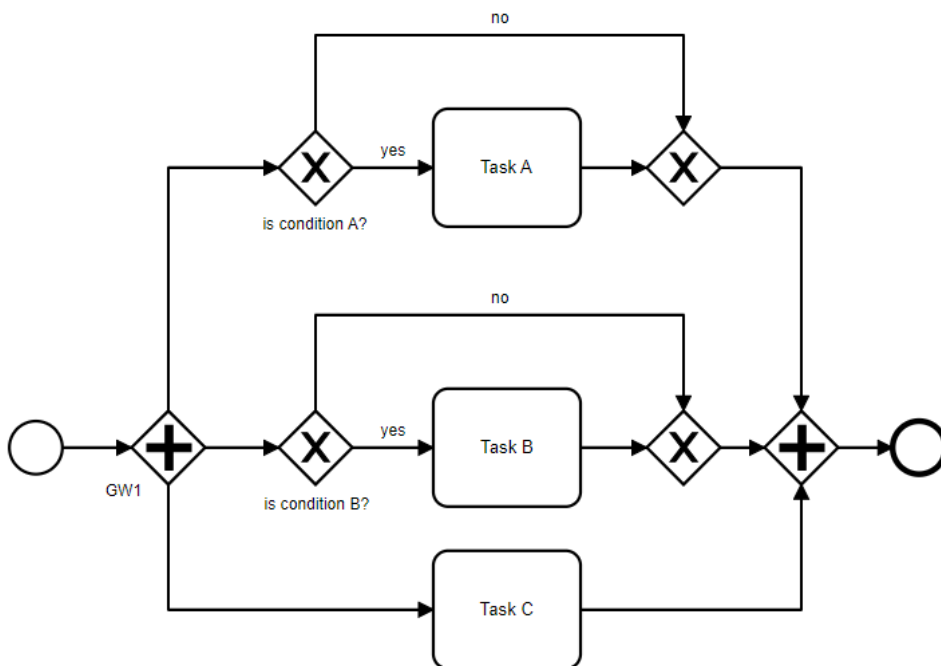 no
yes
Task A
is condition A?
no
yes
Task B
GW1
is condition B?
Task C